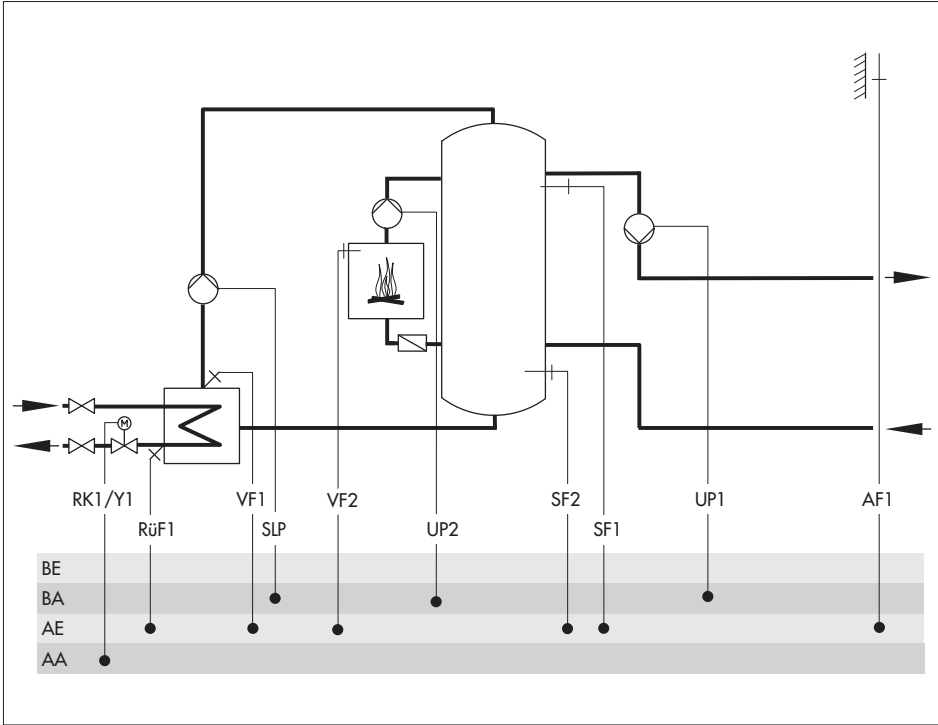 M
RK1/Y1
RüF1
VF1
SLP
VF2
UP2
SF2
SF1
UP1
AF1
BE
BA
AE
AA